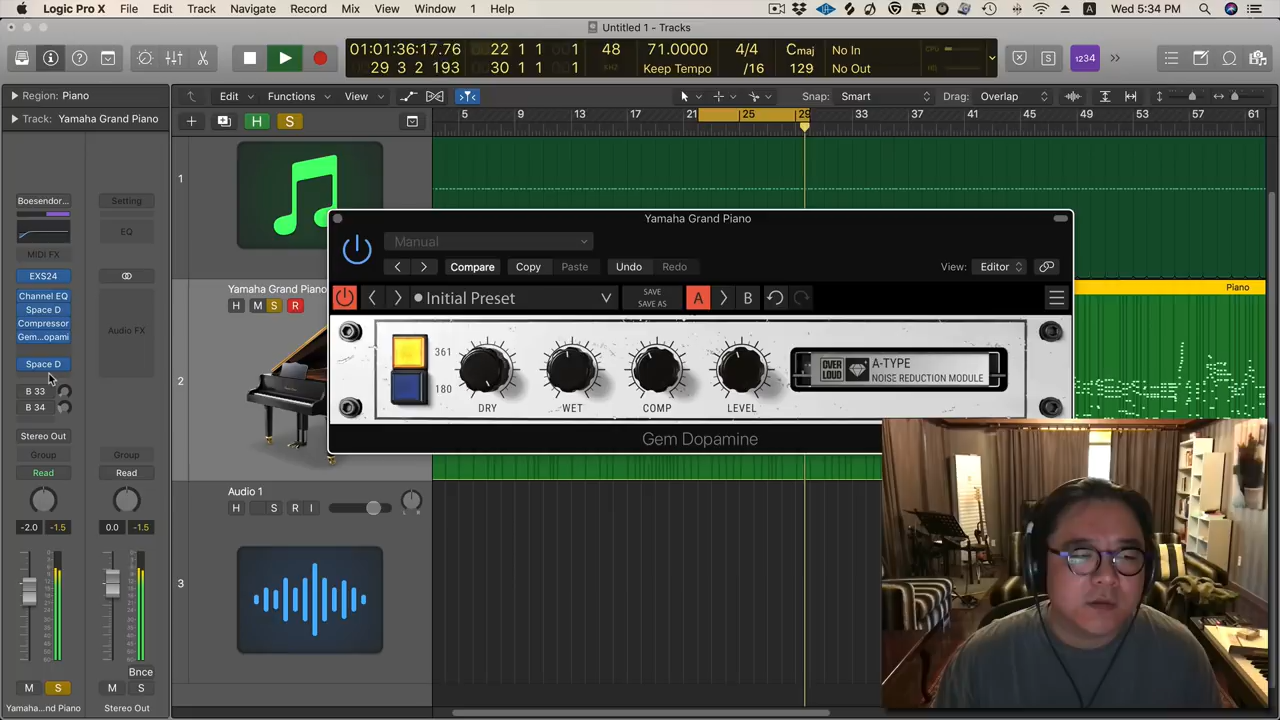 Logic Pro X File Edit Track Navigate Record Mix View Window 1 Help Wed 5:34 PM
Untitled 1 - Tracks
01:01:36:17.76 22 1 1 1 48 71.0000 4/4 Cmaj No In CPU
29 3 2 193 30 1 1 1 KHZ Keep Tempo /16 129 No Out HD
1234
Region: Piano
Edit Functions View Snap: Smart Drag: Overlap
Track: Yamaha Grand Piano
H S
5 9 13 17 21 25 29 33 37 41 45 49 53 57 61
1
Boesendor... Setting
EQ
MIDI FX
EXS24
Channel EQ
Space D
Compressor
Gem...opami
Audio FX
Space D
B 33
B 34
Stereo Out
Group Group
Read Read
-2.0 -1.5 0.0 -1.5
Bnce
M S M S
Yamaha...nd Piano Stereo Out
Yamaha Grand Piano
H M S R
2
Audio 1
H S R I
3
Piano
Yamaha Grand Piano
Manual
Compare Copy Paste Undo Redo View: Editor
Initial Preset SAVE A B
SAVE AS
361
180
DRY WET COMP LEVEL
OVER
LOUD
A-TYPE
NOISE REDUCTION MODULE
Gem Dopamine